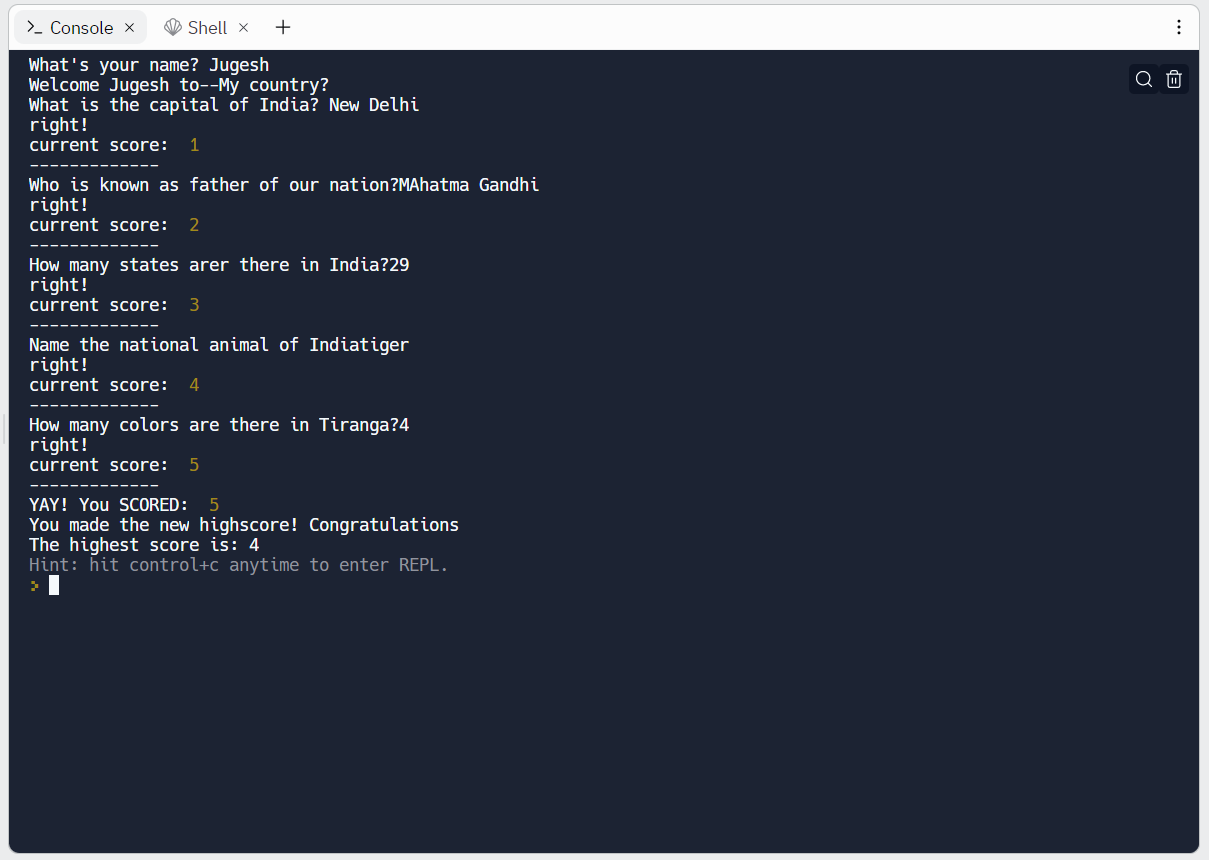 Console
Shell
What's your name? Jugesh
Welcome Jugesh to--My country?
What is the capital of India? New Delhi
right!
current score:  1
-------------
Who is known as father of our nation?MAhatma Gandhi
right!
current score:  2
-------------
How many states arer there in India?29
right!
current score:  3
-------------
Name the national animal of Indiatiger
right!
current score:  4
-------------
How many colors are there in Tiranga?4
right!
current score:  5
-------------
YAY! You SCORED:  5
You made the new highscore! Congratulations
The highest score is: 4
Hint: hit control+c anytime to enter REPL.